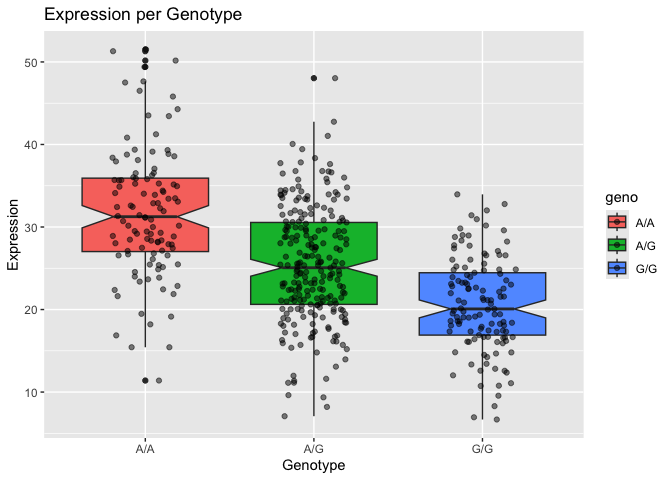 Expression per Genotype
50
40
30
20
10
Expression
A/A
A/G
G/G
Genotype
geno
A/A
A/G
G/G